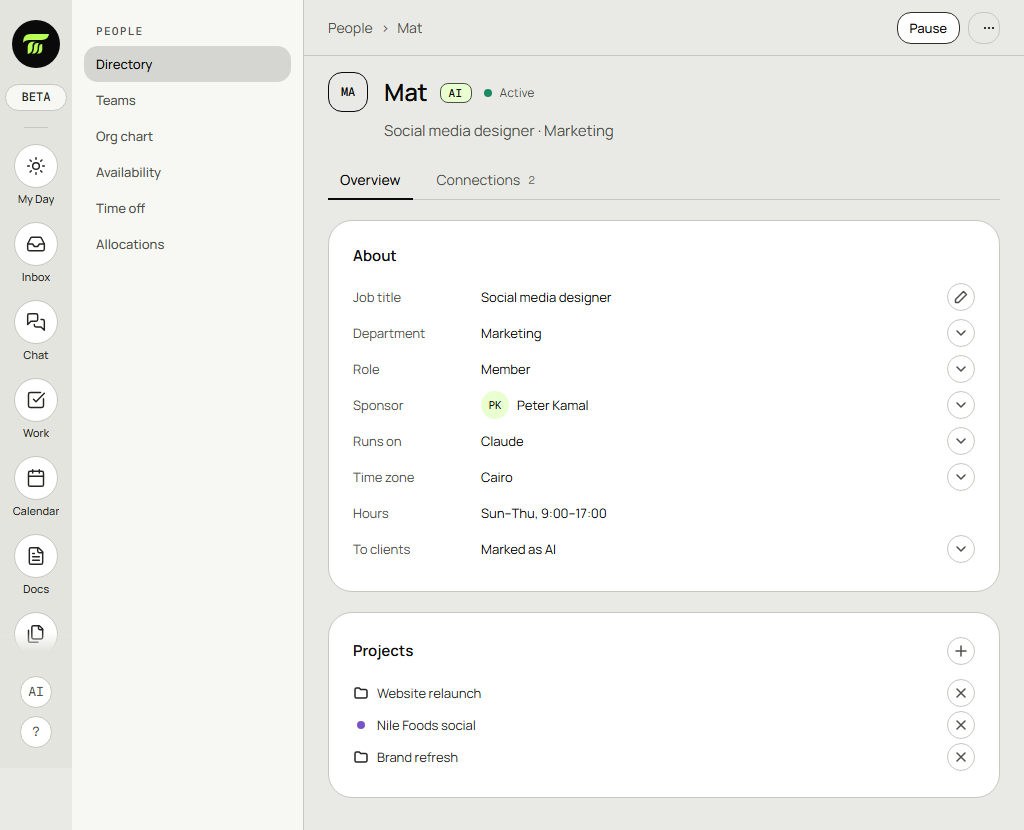 BETA
My Day
Inbox
Chat
Work
Calendar
Docs
AI
?
PEOPLE
Directory
Teams
Org chart
Availability
Time off
Allocations
People › Mat
Pause
MA
Mat AI Active
Social media designer · Marketing
Overview
Connections 2
About
Job title Social media designer
Department Marketing
Role Member
Sponsor PK Peter Kamal
Runs on Claude
Time zone Cairo
Hours Sun–Thu, 9:00–17:00
To clients Marked as AI
Projects
Website relaunch
Nile Foods social
Brand refresh